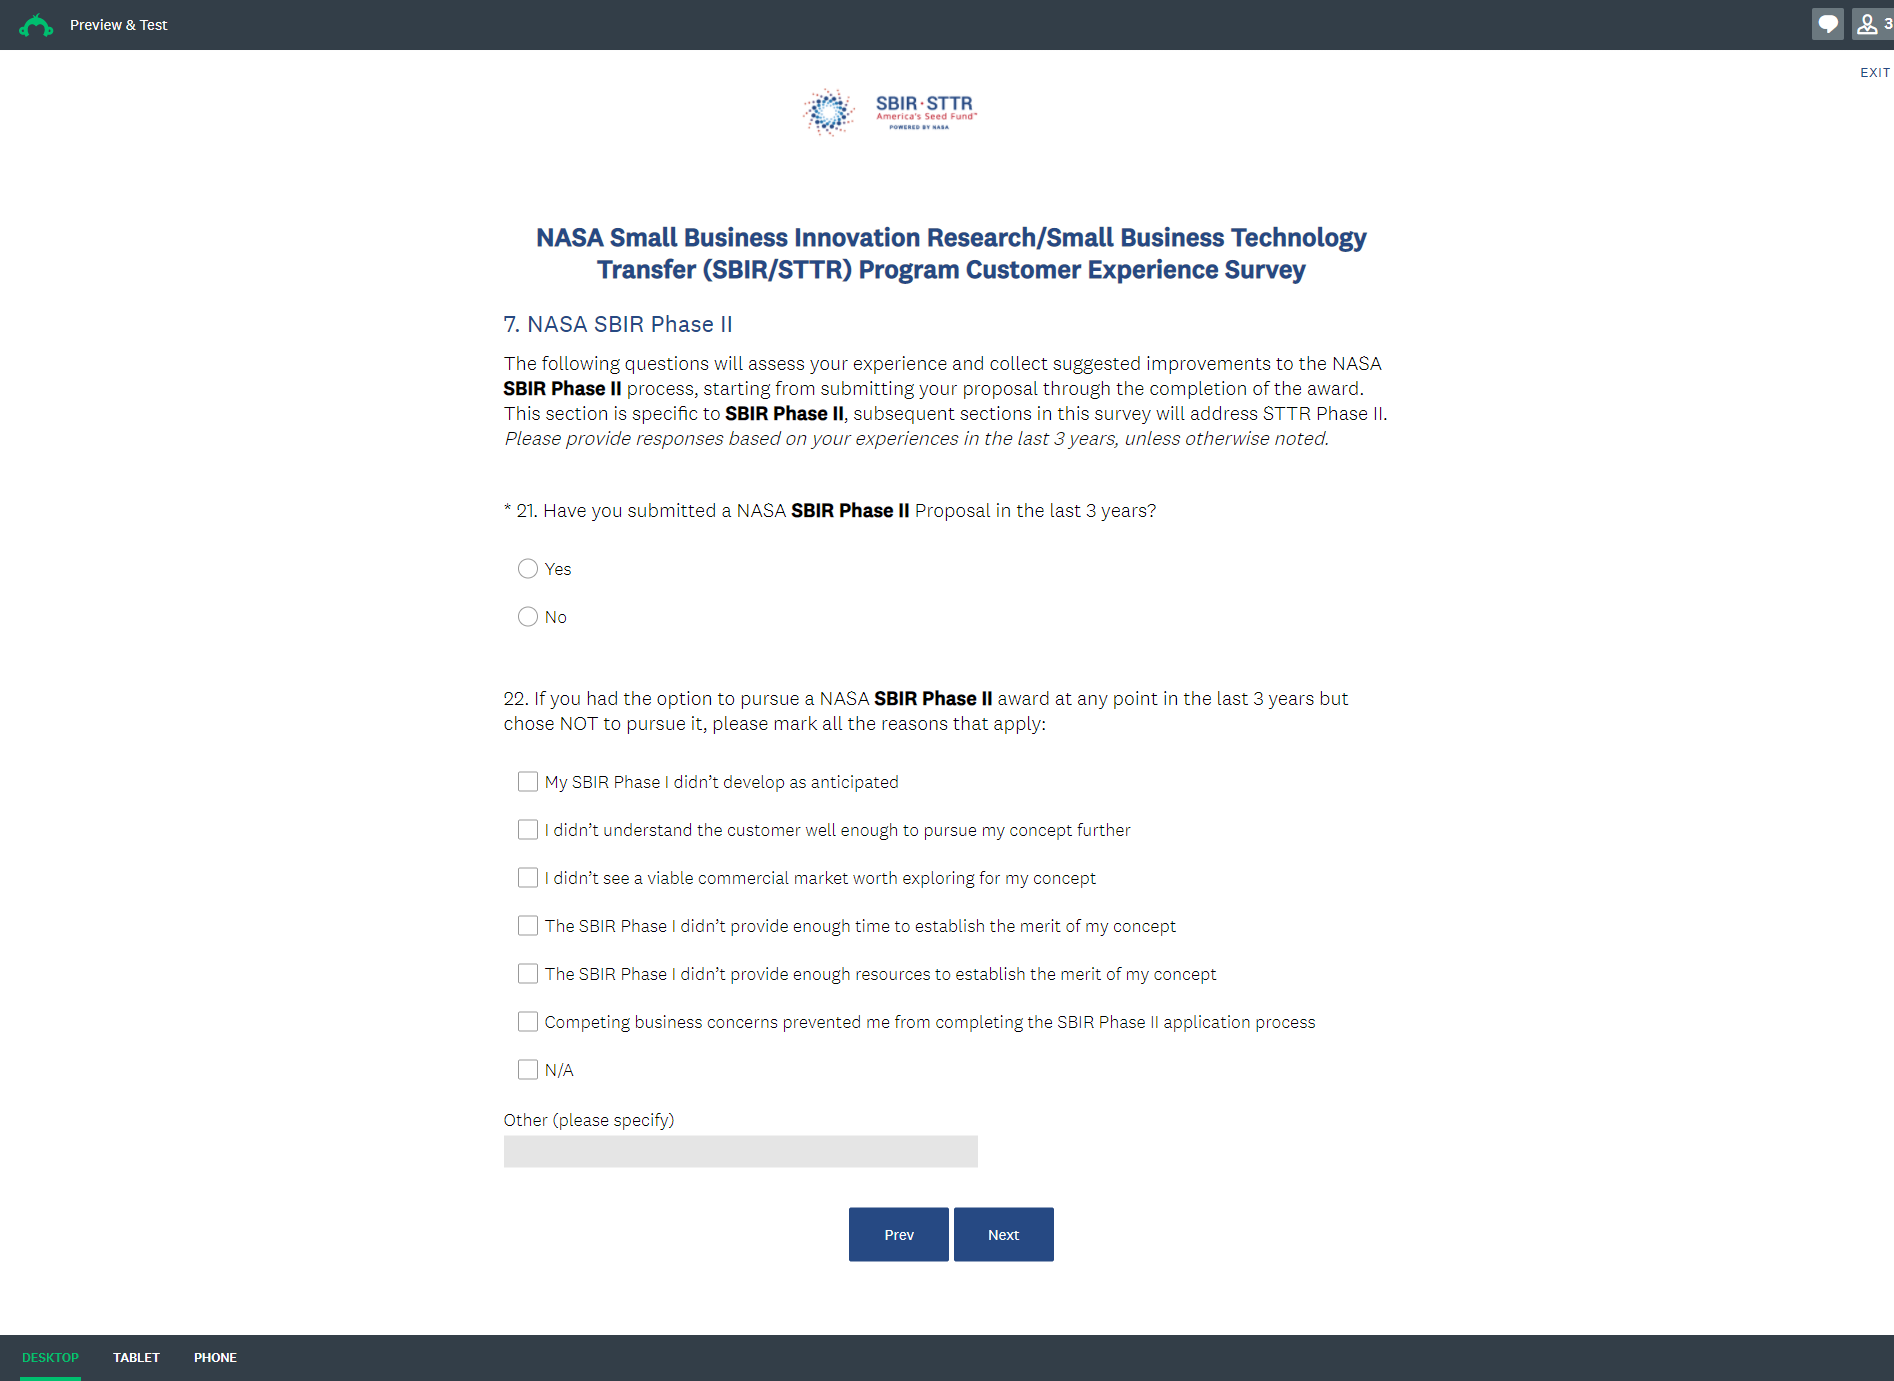 Preview & Test
3
EXIT
SBIR·STTR
America's Seed Fund™
POWERED BY NASA
NASA Small Business Innovation Research/Small Business Technology
Transfer (SBIR/STTR) Program Customer Experience Survey
7. NASA SBIR Phase II
The following questions will assess your experience and collect suggested improvements to the NASA
SBIR Phase II process, starting from submitting your proposal through the completion of the award.
This section is specific to SBIR Phase II, subsequent sections in this survey will address STTR Phase II.
Please provide responses based on your experiences in the last 3 years, unless otherwise noted.
* 21. Have you submitted a NASA SBIR Phase II Proposal in the last 3 years?
Yes
No
22. If you had the option to pursue a NASA SBIR Phase II award at any point in the last 3 years but
chose NOT to pursue it, please mark all the reasons that apply:
My SBIR Phase I didn’t develop as anticipated
I didn’t understand the customer well enough to pursue my concept further
I didn’t see a viable commercial market worth exploring for my concept
The SBIR Phase I didn’t provide enough time to establish the merit of my concept
The SBIR Phase I didn’t provide enough resources to establish the merit of my concept
Competing business concerns prevented me from completing the SBIR Phase II application process
N/A
Other (please specify)
Prev
Next
DESKTOP
TABLET
PHONE